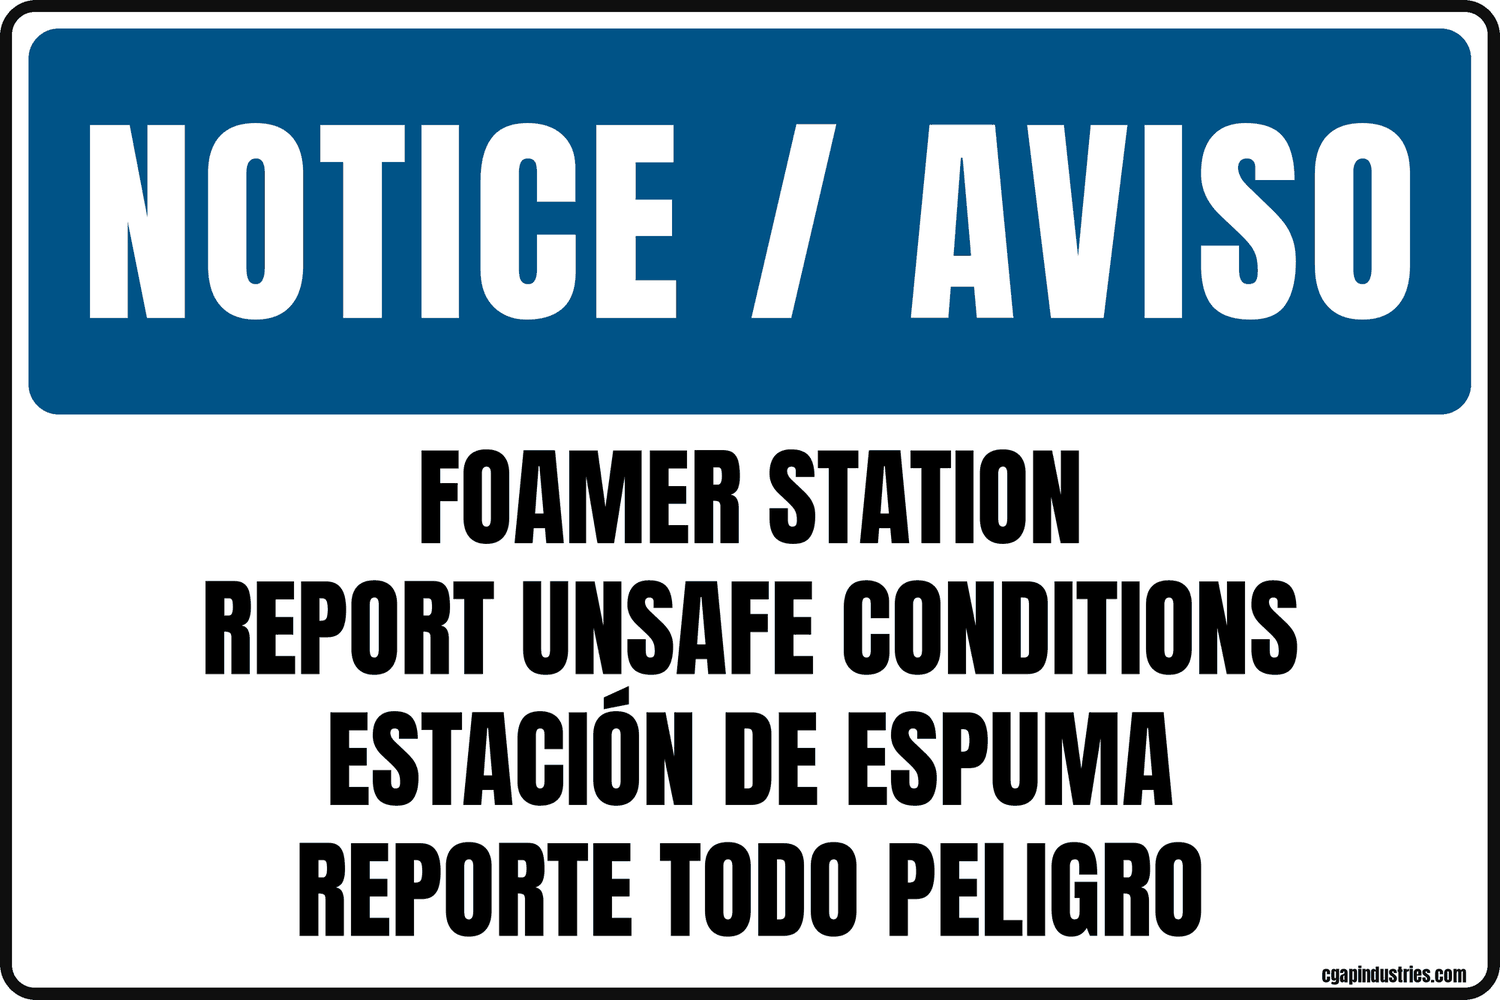 NOTICE / AVISO
FOAMER STATION
REPORT UNSAFE CONDITIONS
ESTACIÓN DE ESPUMA
REPORTE TODO PELIGRO
cgapindustries.com